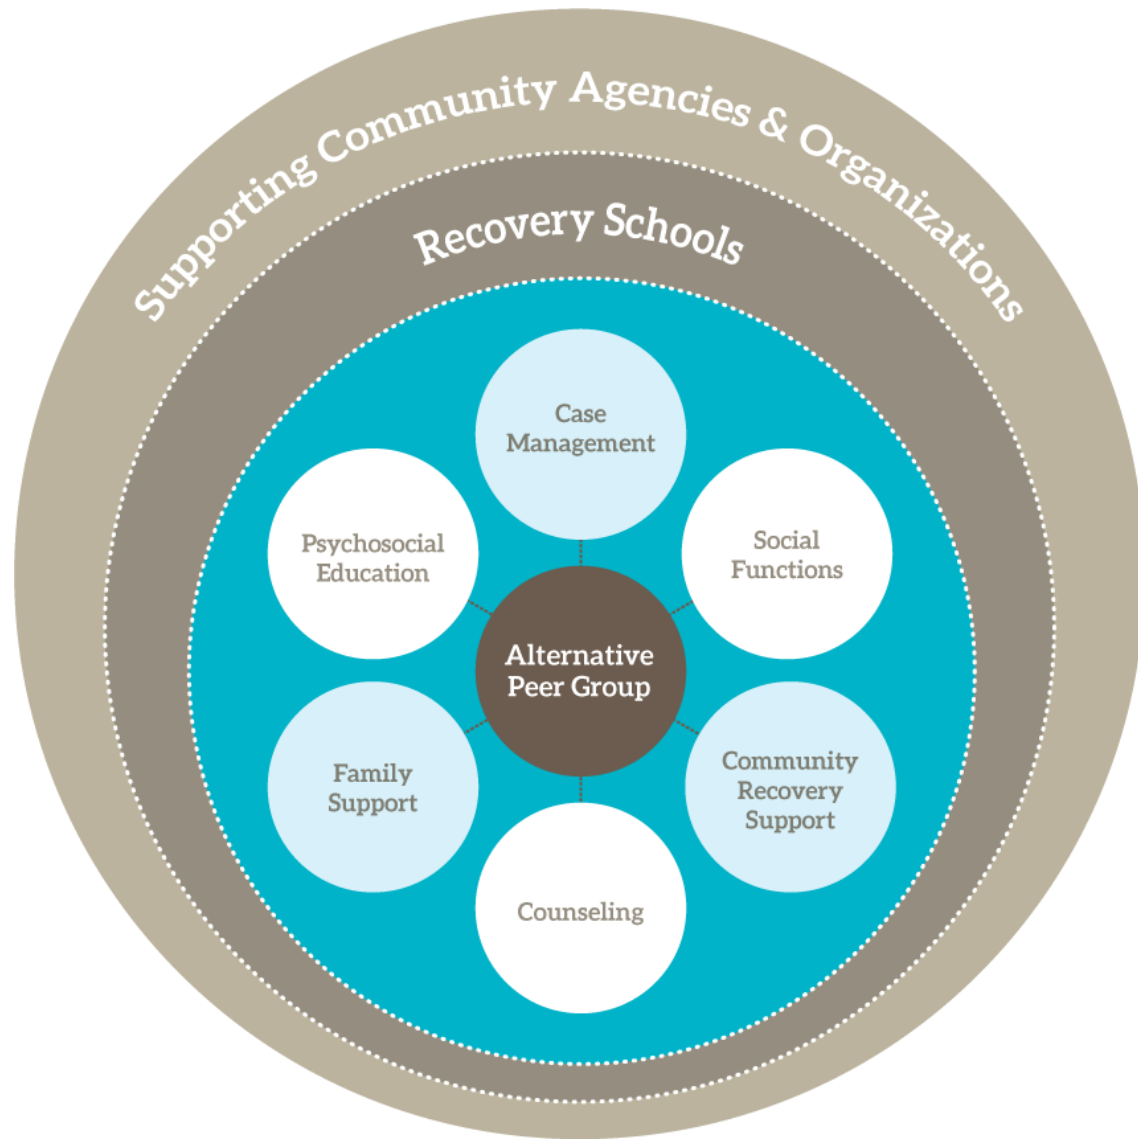 Supporting Community Agencies & Organizations
Recovery Schools
Case
Management
Psychosocial
Education
Social
Functions
Alternative
Peer Group
Family
Support
Community
Recovery
Support
Counseling